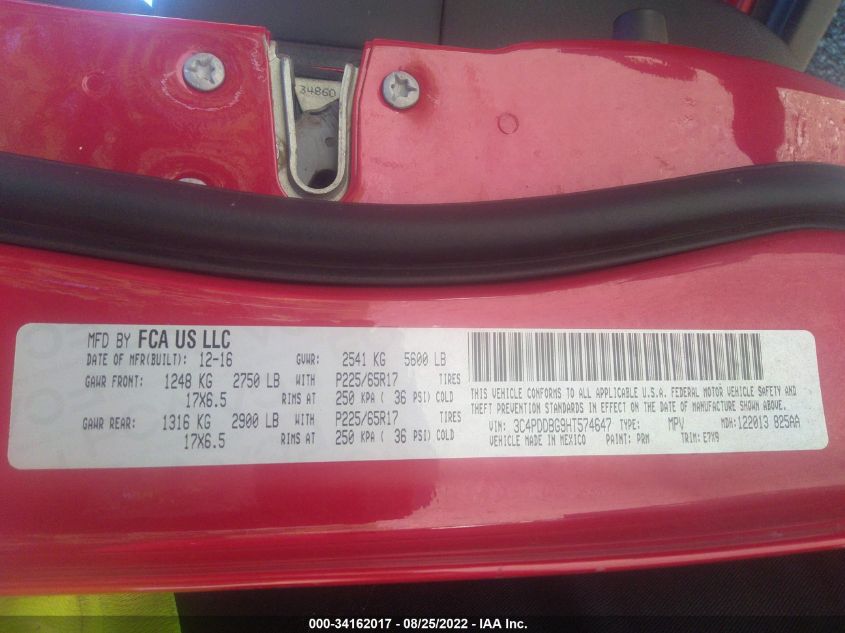 34860
MFD BY FCA US LLC
DATE OF MFR(BUILT): 12-16 GVWR: 2541 KG 5600 LB
GAWR FRONT: 1248 KG 2750 LB WITH P225/65R17 TIRES
17X6.5 RIMS AT 250 KPA ( 36 PSI) COLD
GAWR REAR: 1316 KG 2900 LB WITH P225/65R17 TIRES
17X6.5 RIMS AT 250 KPA ( 36 PSI) COLD
THIS VEHICLE CONFORMS TO ALL APPLICABLE U.S.A. FEDERAL MOTOR VEHICLE SAFETY AND
THEFT PREVENTION STANDARDS IN EFFECT ON THE DATE OF MANUFACTURE SHOWN ABOVE.
VIN: 3C4PDDBG9HT574647 TYPE: MPV MDH: 122013 825AA
VEHICLE MADE IN MEXICO PAINT: PRM TRIM: E7X9
000-34162017 - 08/25/2022 - IAA Inc.